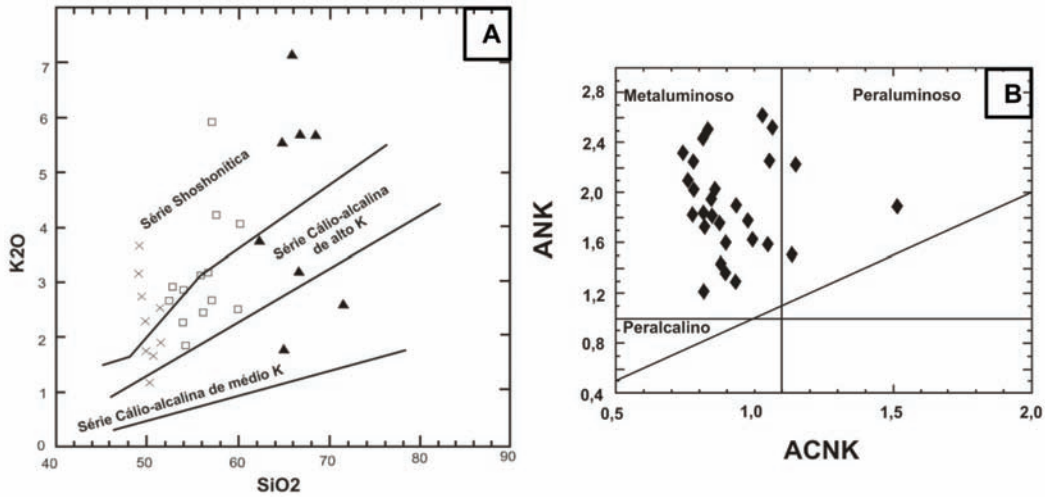 A
7
6
5
4
3
2
1
0
K2O
Série Shoshonítica
Série Cálio-alcalina
de alto K
Série Cálio-alcalina de médio K
40
50
60
70
80
90
SiO2
B
Metaluminoso
Peraluminoso
Peralcalino
2,8
2,4
2,0
1,6
1,2
0,8
0,4
ANK
0,5
1,0
1,5
2,0
ACNK